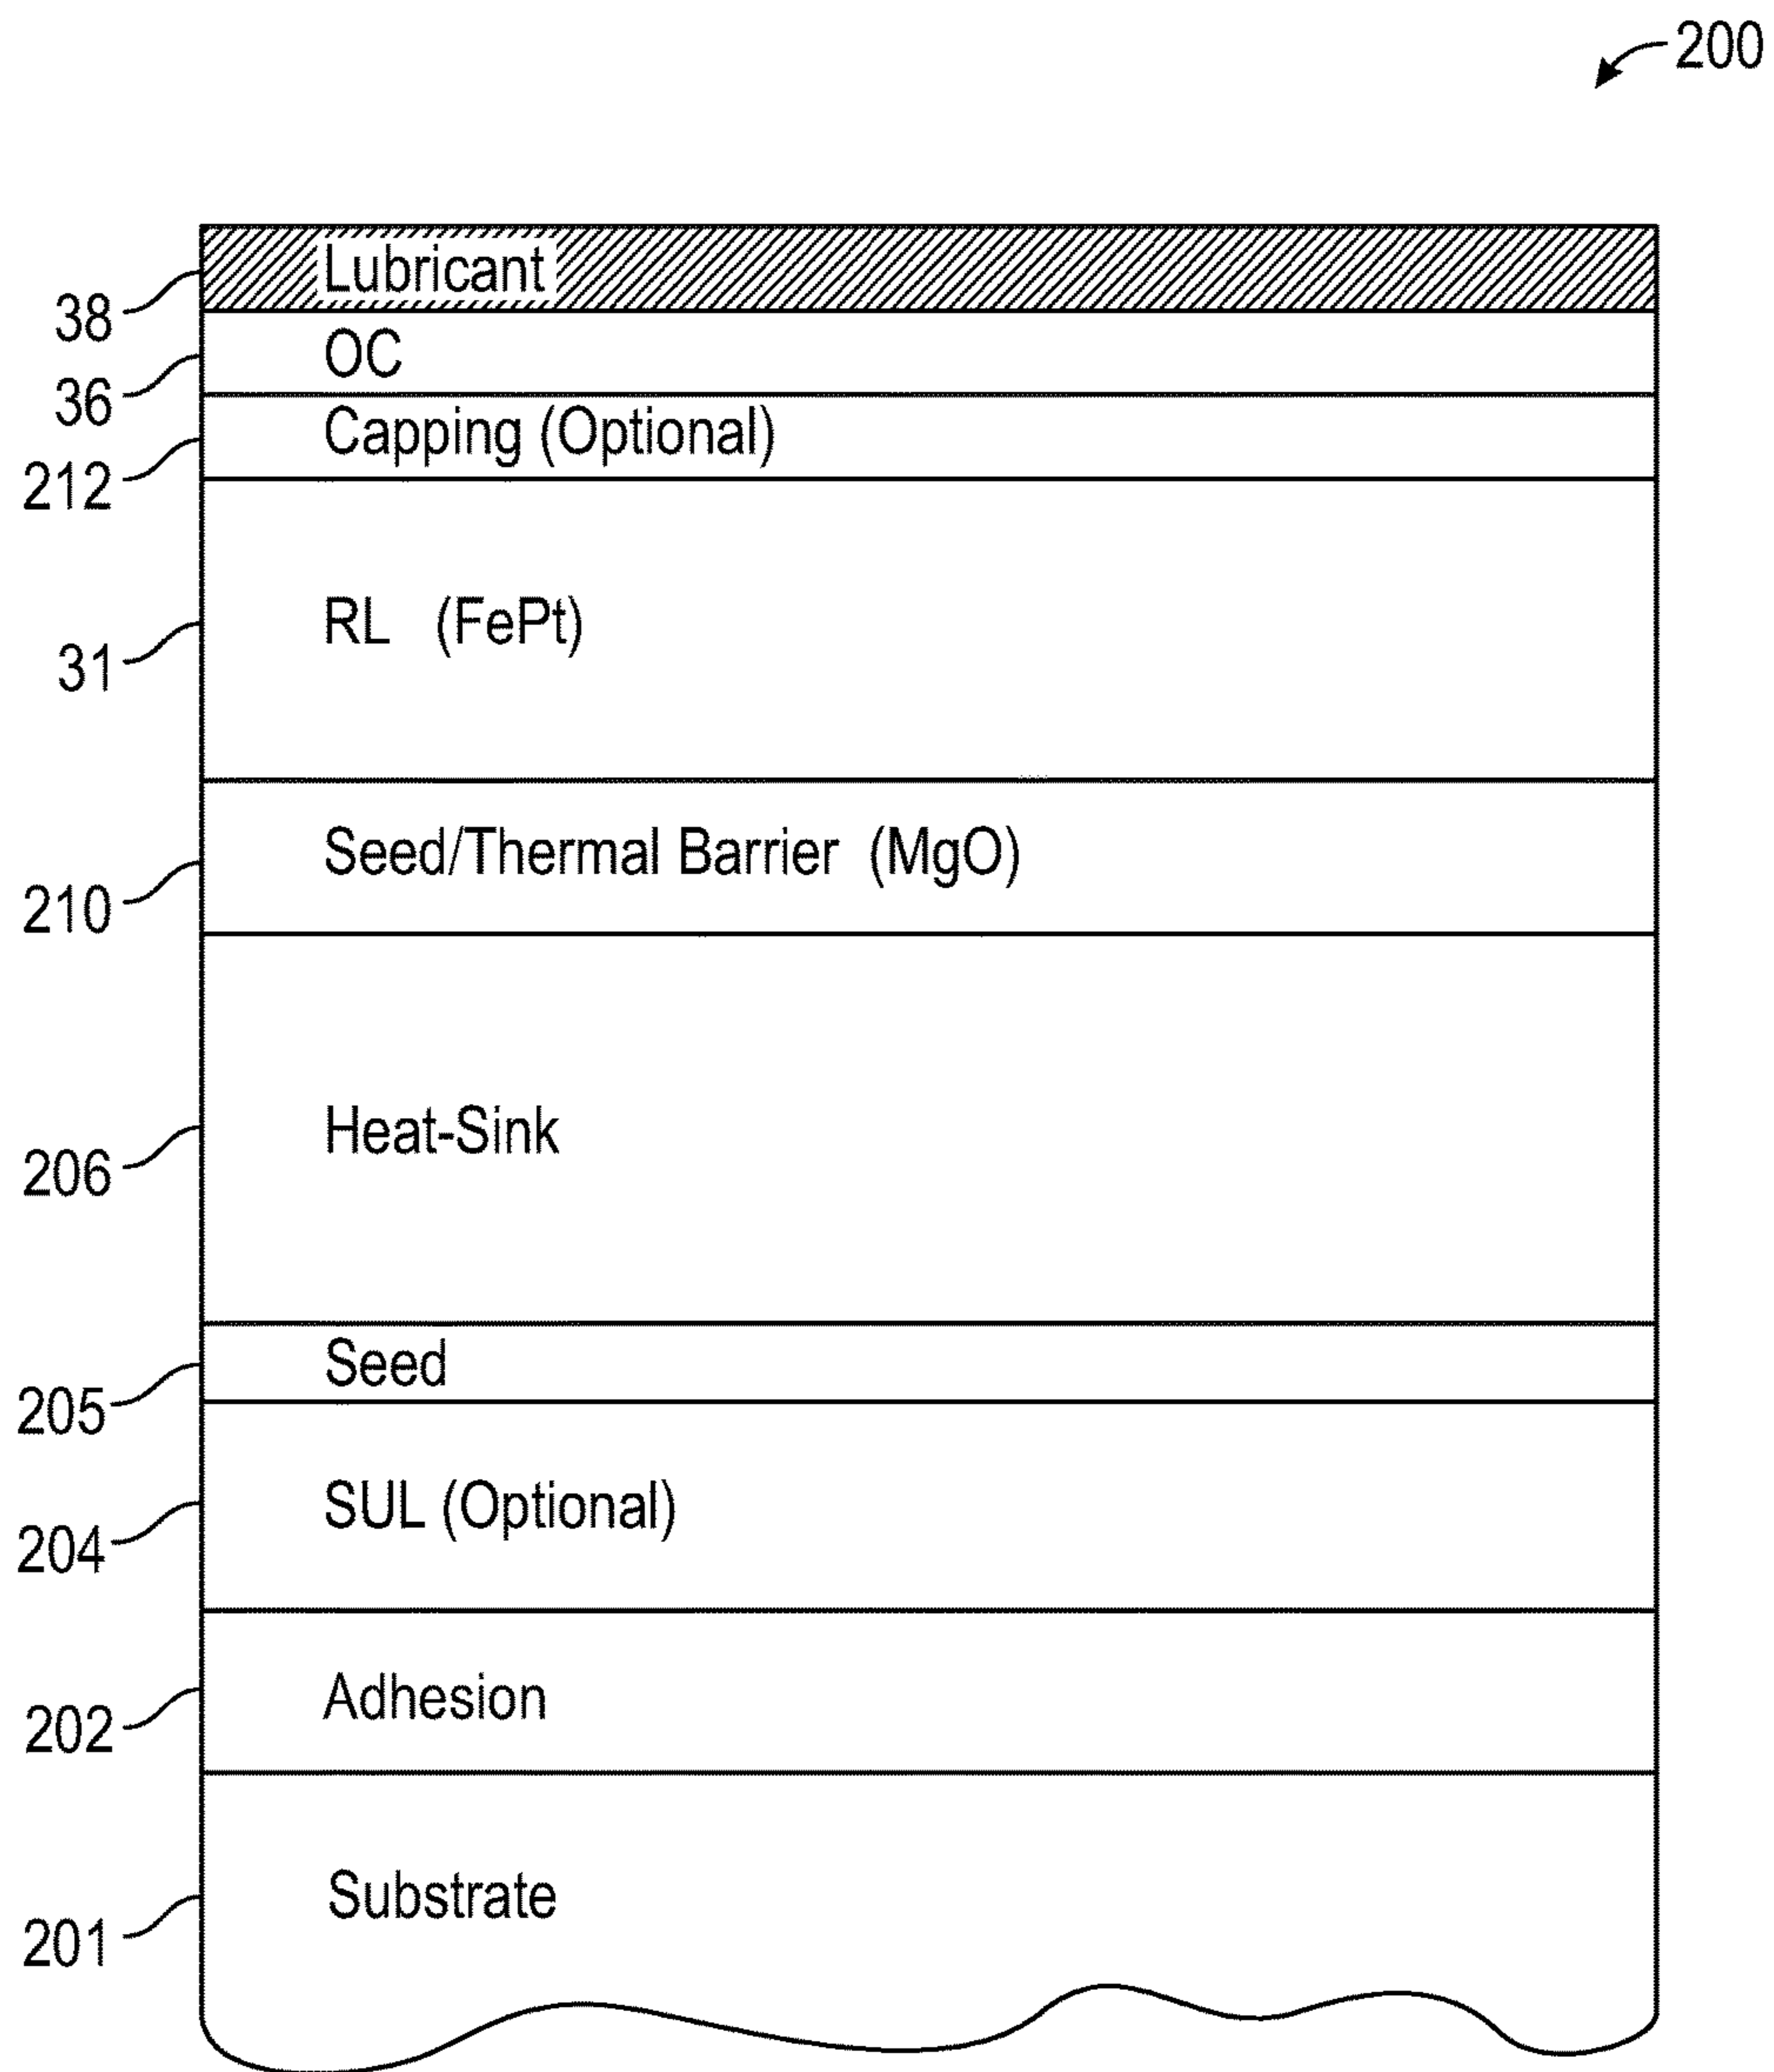 200
Lubricant
38
OC
36
Capping (Optional)
212
RL (FePt)
31
Seed/Thermal Barrier (MgO)
210
Heat-Sink
206
Seed
205
SUL (Optional)
204
Adhesion
202
Substrate
201